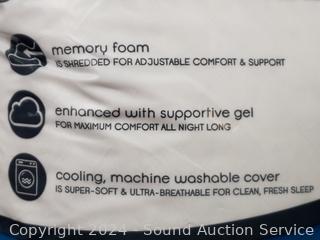 memory foam
IS SHREDDED FOR ADJUSTABLE COMFORT & SUPPORT
enhanced with supportive gel
FOR MAXIMUM COMFORT ALL NIGHT LONG
cooling, machine washable cover
IS SUPER-SOFT & ULTRA-BREATHABLE FOR CLEAN, FRESH SLEEP
Copyright 2024 - Sound Auction Service